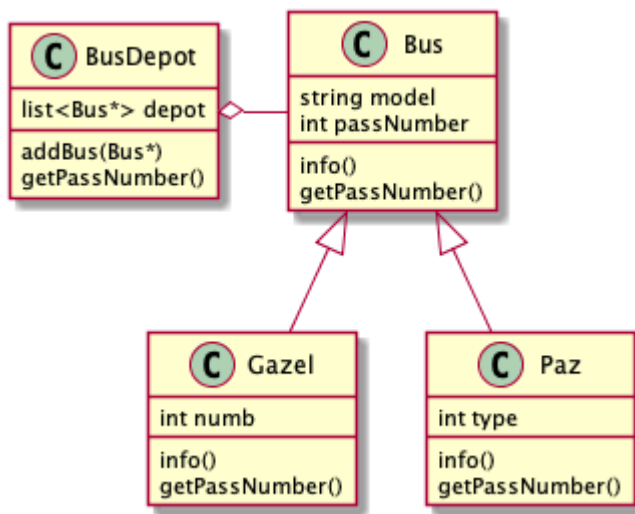 C BusDepot
list<Bus*> depot
addBus(Bus*)
getPassNumber()
C Bus
string model
int passNumber
info()
getPassNumber()
C Gazel
int numb
info()
getPassNumber()
C Paz
int type
info()
getPassNumber()